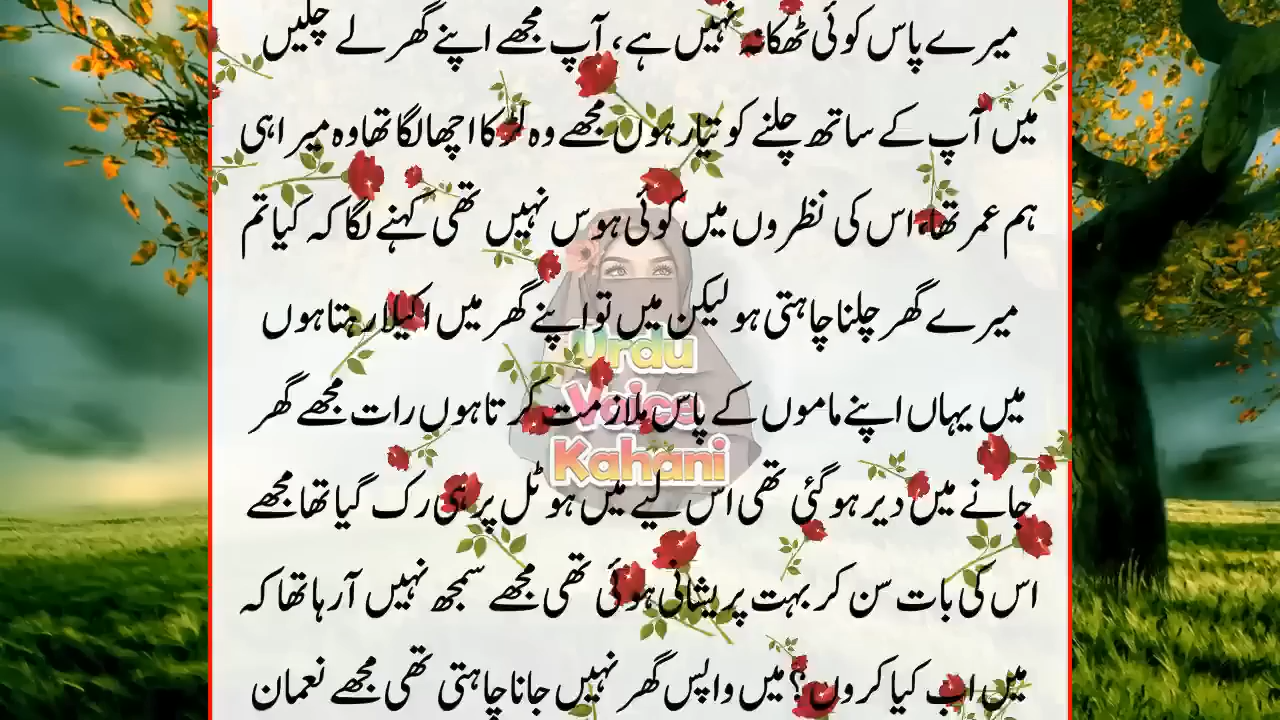 میرے پاس کوئی ٹھکانہ نہیں ہے، آپ مجھے اپنے گھر لے چلیں
میں آپ کے ساتھ چلنے کو تیار ہوں مجھے وہ لڑکا اچھا لگا تھا وہ میرا ہی
ہم عمر تھا، اس کی نظروں میں کوئی ہوس نہیں تھی کہنے لگا کہ کیا تم
میرے گھر چلنا چاہتی ہو لیکن میں تو اپنے گھر میں اکیلا رہتا ہوں
میں یہاں اپنے ماموں کے پاس ملازمت کرتا ہوں رات مجھے گھر
جانے میں دیر ہو گئی تھی اس لیے میں ہوٹل پر ہی رک گیا تھا مجھے
اس کی بات سن کر بہت پریشانی ہوئی تھی مجھے سمجھ نہیں آ رہا تھا کہ
میں اب کیا کروں؟ میں واپس گھر نہیں جانا چاہتی تھی مجھے نعمان
Urdu
Voice
Kahani